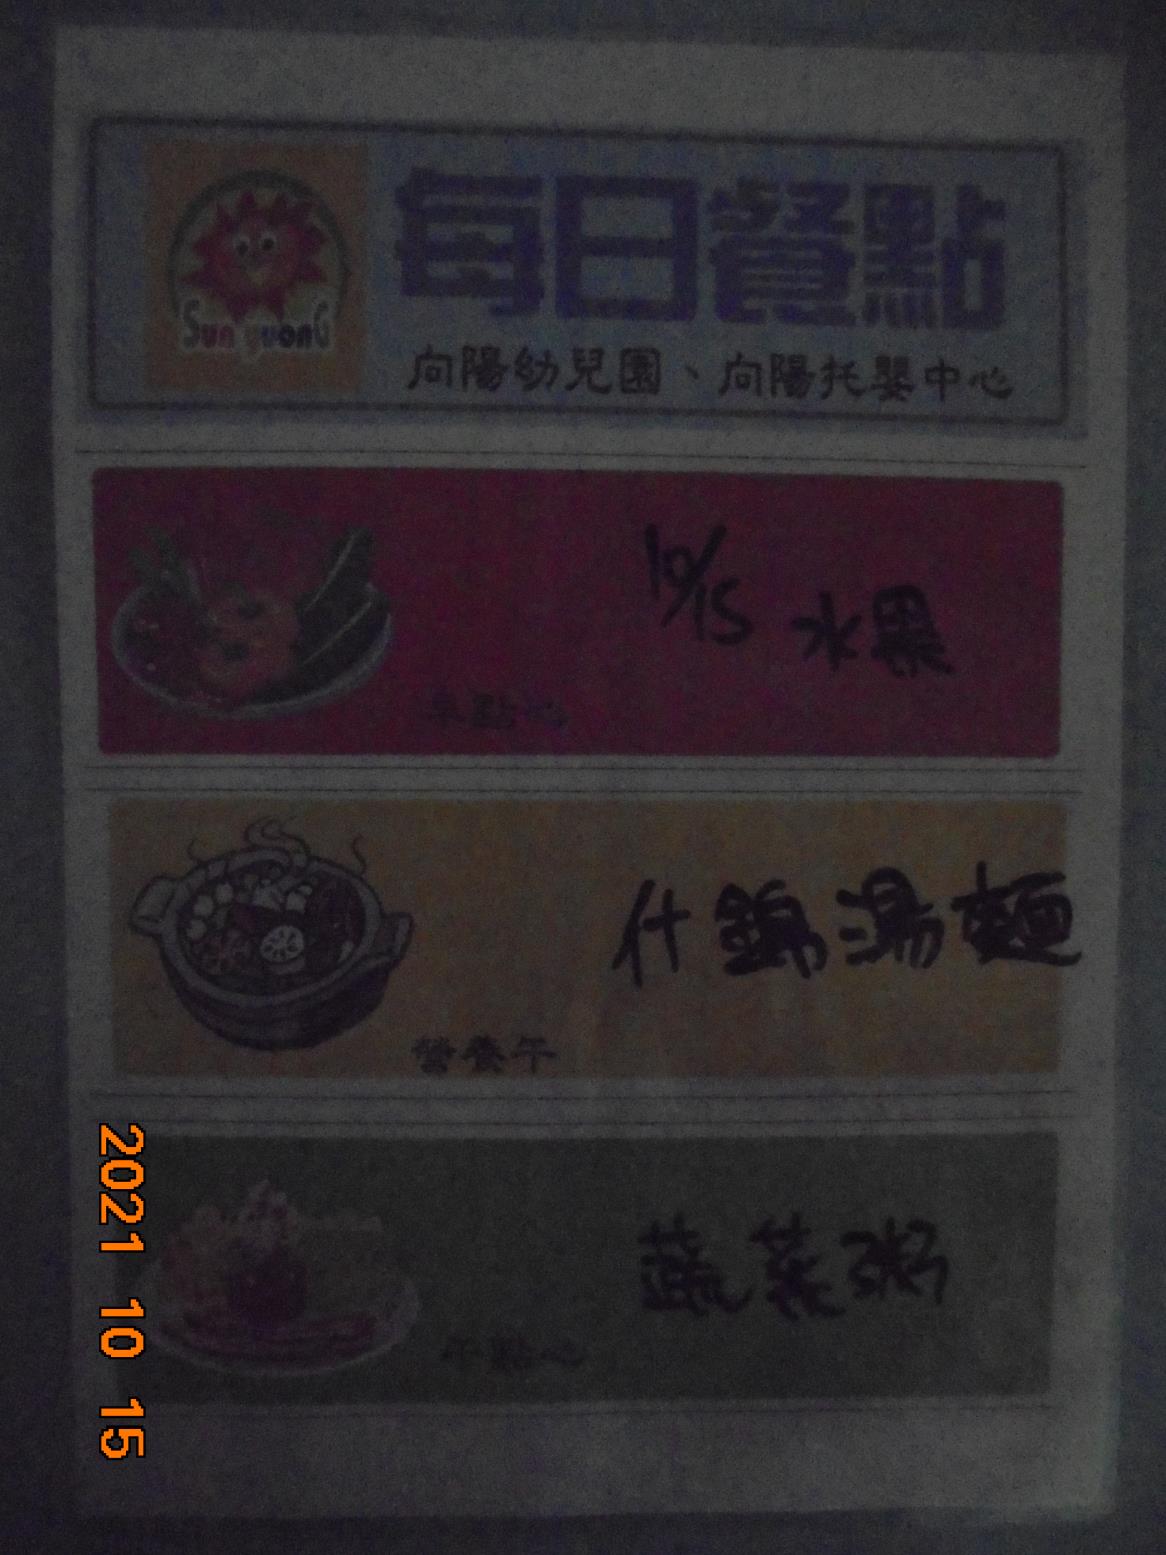 每日餐點
Sun yuonG
向陽幼兒園、向陽托嬰中心
10/15 水果
早點心
什錦湯麵
營養午
蔬菜粥
午點心
2021 10 15